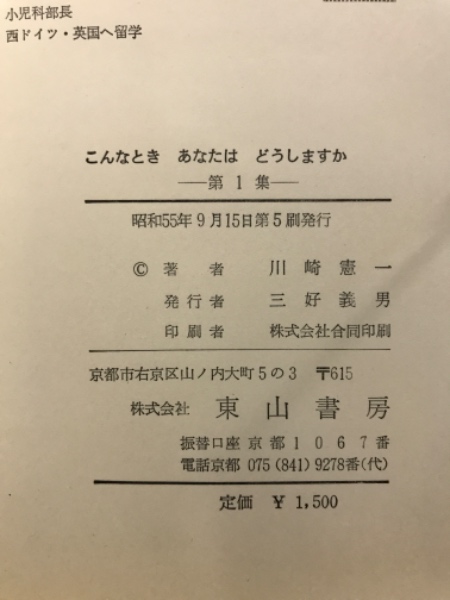 小児科部長
西ドイツ・英国へ留学
こんなとき あなたは どうしますか
――第 1 集――
昭和55年9月15日第5刷発行
© 著者 川崎憲一
発行者 三好義男
印刷者 株式会社合同印刷
京都市右京区山ノ内大町5の3 〒615
株式会社 東山書房
振替口座 京都 1067番
電話京都 075 (841) 9278番(代)
定価 ¥ 1,500